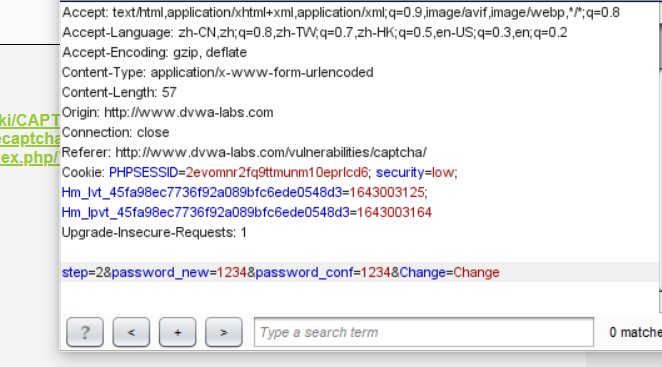 Accept: text/html,application/xhtml+xml,application/xml;q=0.9,image/avif,image/webp,*/*;q=0.8
Accept-Language: zh-CN,zh;q=0.8,zh-TW;q=0.7,zh-HK;q=0.5,en-US;q=0.3,en;q=0.2
Accept-Encoding: gzip, deflate
Content-Type: application/x-www-form-urlencoded
Content-Length: 57
Origin: http://www.dvwa-labs.com
ki/CAPT
Connection: close
ecaptcha
Referer: http://www.dvwa-labs.com/vulnerabilities/captcha/
ex.php/
Cookie: PHPSESSID=2evomnr2fq9ttmunm10eprlcd6; security=low;
Hm_lvt_45fa98ec7736f92a089bfc6ede0548d3=1643003125;
Hm_lpvt_45fa98ec7736f92a089bfc6ede0548d3=1643003164
Upgrade-Insecure-Requests: 1
step=2&password_new=1234&password_conf=1234&Change=Change
? < + > Type a search term 0 matche